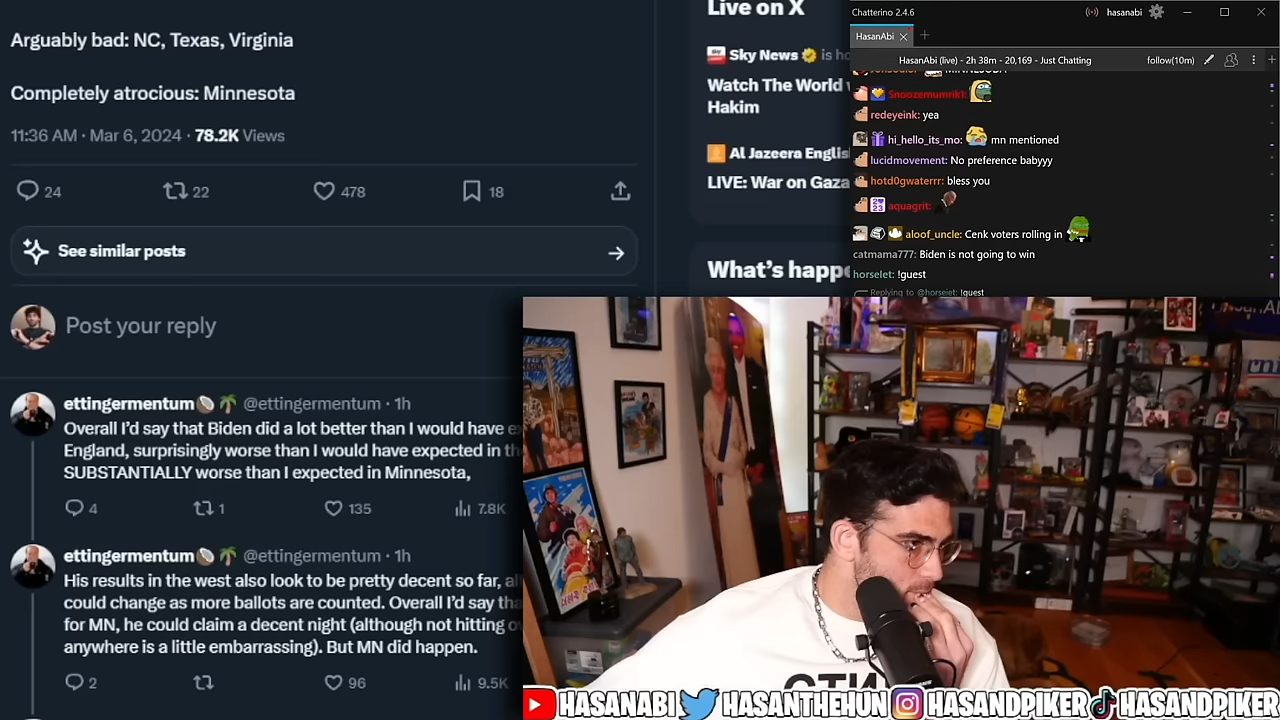 Arguably bad: NC, Texas, Virginia
Completely atrocious: Minnesota
11:36 AM · Mar 6, 2024 · 78.2K Views
24 22 478 18
See similar posts
Post your reply
ettingermentum @ettingermentum · 1h
Overall I'd say that Biden did a lot better than I would have
England, surprisingly worse than I would have expected in
SUBSTANTIALLY worse than I expected in Minnesota,
4 1 135 7.8K
ettingermentum @ettingermentum · 1h
His results in the west also look to be pretty decent so far,
could change as more ballots are counted. Overall I'd say
for MN, he could claim a decent night (although not hitting
anywhere is a little embarrassing). But MN did happen.
2 96 9.5K
Live on X
Sky News is
Watch The World
Hakim
Al Jazeera
LIVE: War on Gaza
What's
Chatterino 2.4.6
hasanabi
HasanAbi
HasanAbi (live) - 2h 38m - 20,169 - Just Chatting
follow(10m)
Snoozemumrik1:
redeyeink: yea
hi_hello_its_mo: mn mentioned
lucidmovement: No preference babyyy
hotd0gwaterrr: bless you
aquagrit:
aloof_uncle: Cenk voters rolling in
catmama777: Biden is not going to win
horselet: !guest
Replying to @horselet: !guest
HASANABI HASANTHEHUN HASANDPIKER HASANDPIKER